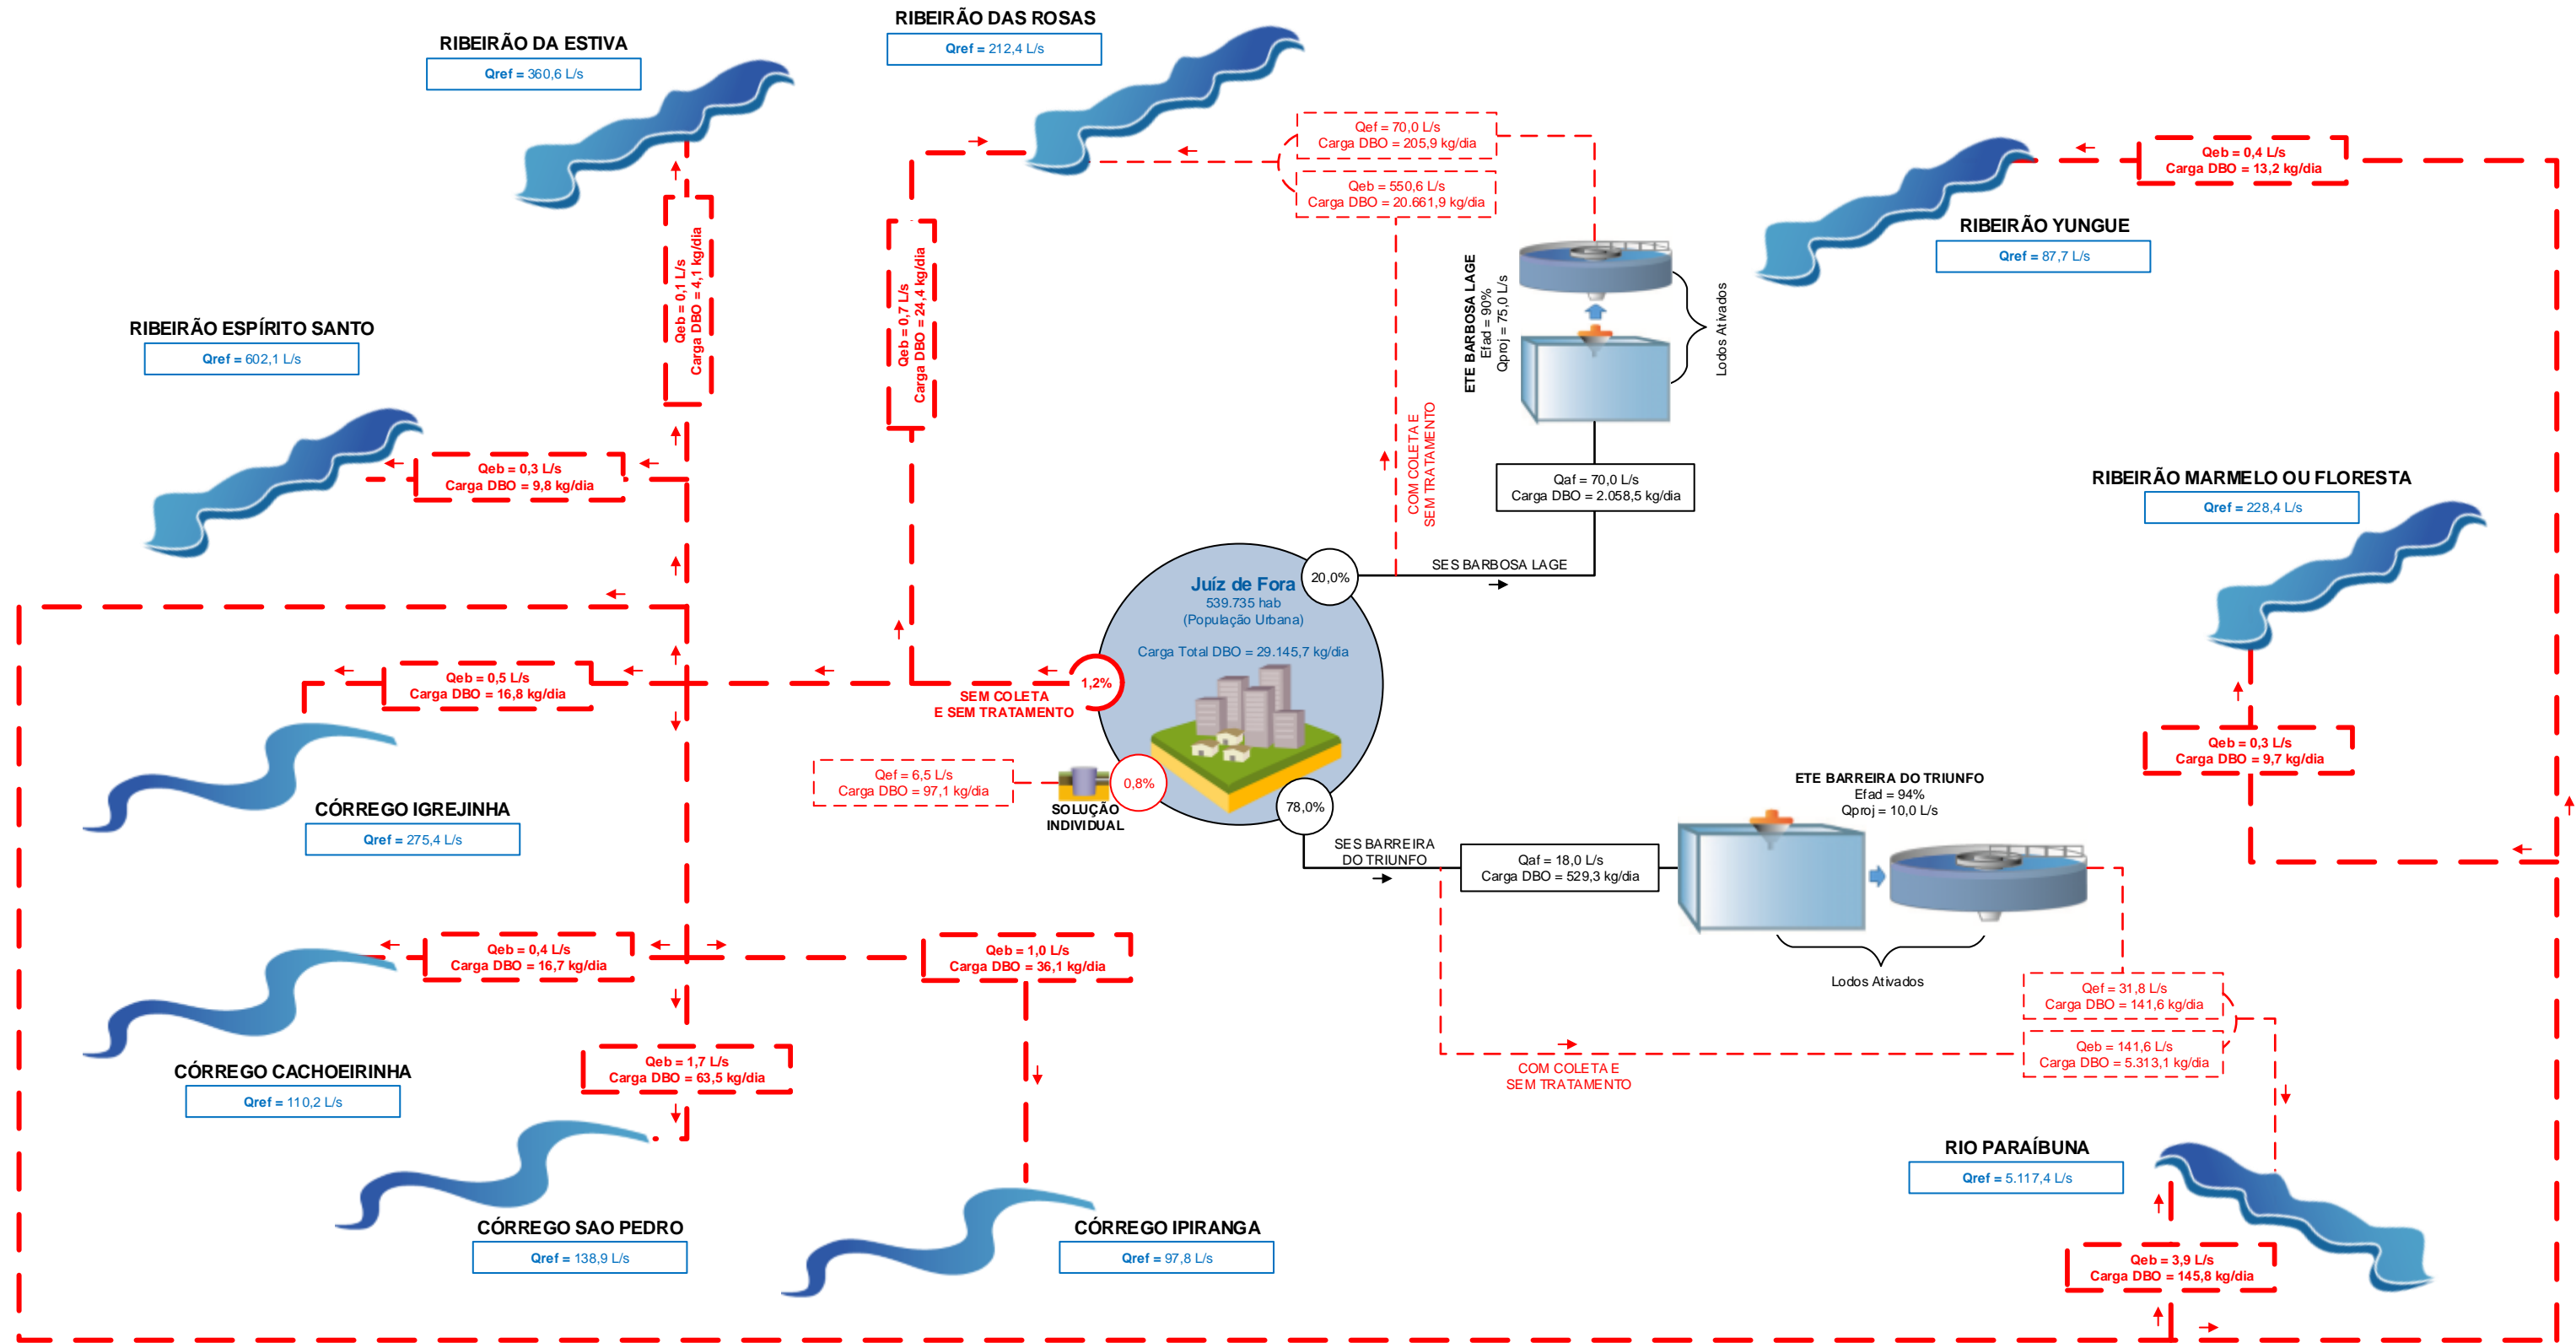 RIBEIRÃO DAS ROSAS
Qref = 212,4 L/s
RIBEIRÃO DA ESTIVA
Qref = 360,6 L/s
Qef = 70,0 L/s
Carga DBO = 205,9 kg/dia
Qeb = 550,6 L/s
Carga DBO = 20.661,9 kg/dia
Qeb = 0,4 L/s
Carga DBO = 13,2 kg/dia
RIBEIRÃO YUNGUE
Qref = 87,7 L/s
Qeb = 0,1 L/s
Carga DBO = 4,1 kg/dia
Qeb = 0,7 L/s
Carga DBO = 24,4 kg/dia
ETE BARBOSA LAGE
Efad = 90%
Qproj = 75,0 L/s
Lodos Ativados
RIBEIRÃO ESPÍRITO SANTO
Qref = 602,1 L/s
Qeb = 0,3 L/s
Carga DBO = 9,8 kg/dia
COM COLETA E
SEM TRATAMENTO
Qaf = 70,0 L/s
Carga DBO = 2.058,5 kg/dia
RIBEIRÃO MARMELO OU FLORESTA
Qref = 228,4 L/s
SES BARBOSA LAGE
20,0%
Juíz de Fora
539.735 hab
(População Urbana)
Carga Total DBO = 29.145,7 kg/dia
1,2%
SEM COLETA
E SEM TRATAMENTO
Qeb = 0,5 L/s
Carga DBO = 16,8 kg/dia
CÓRREGO IGREJINHA
Qref = 275,4 L/s
Qef = 6,5 L/s
Carga DBO = 97,1 kg/dia
0,8%
SOLUÇÃO
INDIVIDUAL
78,0%
SES BARREIRA
DO TRIUNFO
Qaf = 18,0 L/s
Carga DBO = 529,3 kg/dia
ETE BARREIRA DO TRIUNFO
Efad = 94%
Qproj = 10,0 L/s
Lodos Ativados
Qeb = 0,3 L/s
Carga DBO = 9,7 kg/dia
Qeb = 0,4 L/s
Carga DBO = 16,7 kg/dia
Qeb = 1,0 L/s
Carga DBO = 36,1 kg/dia
Qef = 31,8 L/s
Carga DBO = 141,6 kg/dia
Qeb = 141,6 L/s
Carga DBO = 5.313,1 kg/dia
COM COLETA E
SEM TRATAMENTO
CÓRREGO CACHOEIRINHA
Qref = 110,2 L/s
Qeb = 1,7 L/s
Carga DBO = 63,5 kg/dia
CÓRREGO SAO PEDRO
Qref = 138,9 L/s
CÓRREGO IPIRANGA
Qref = 97,8 L/s
RIO PARAÍBUNA
Qref = 5.117,4 L/s
Qeb = 3,9 L/s
Carga DBO = 145,8 kg/dia